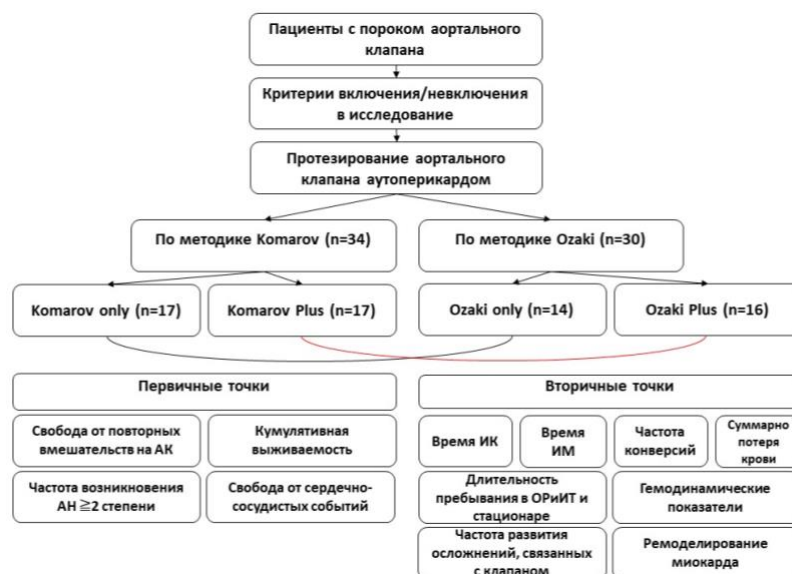 Пациенты с пороком аортального
клапана
Критерии включения/невключения
в исследование
Протезирование аортального
клапана аутоперикардом
По методике Komarov (n=34)
По методике Ozaki (n=30)
Komarov only (n=17)
Komarov Plus (n=17)
Ozaki only (n=14)
Ozaki Plus (n=16)
Первичные точки
Свобода от повторных
вмешательств на АК
Кумулятивная
выживаемость
Частота возникновения
АН ≧2 степени
Свобода от сердечно-
сосудистых событий
Вторичные точки
Время ИК
Время
ИМ
Частота
конверсий
Суммарно
потеря
крови
Длительность
пребывания в ОРиИТ и
стационаре
Гемодинамические
показатели
Частота развития
осложнений, связанных
с клапаном
Ремоделирование
миокарда